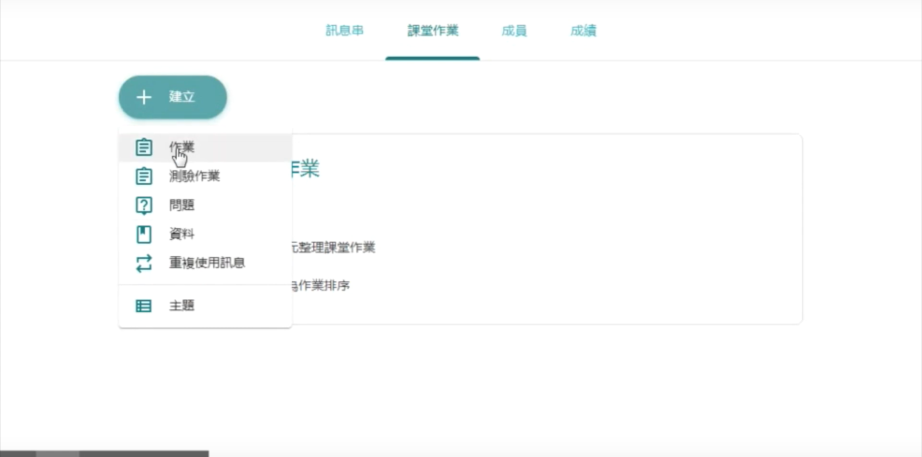 訊息串 課堂作業 成員 成績
建立
作業
測驗作業
問題
資料
重複使用訊息
主題
作業
元整理課堂作業
為作業排序